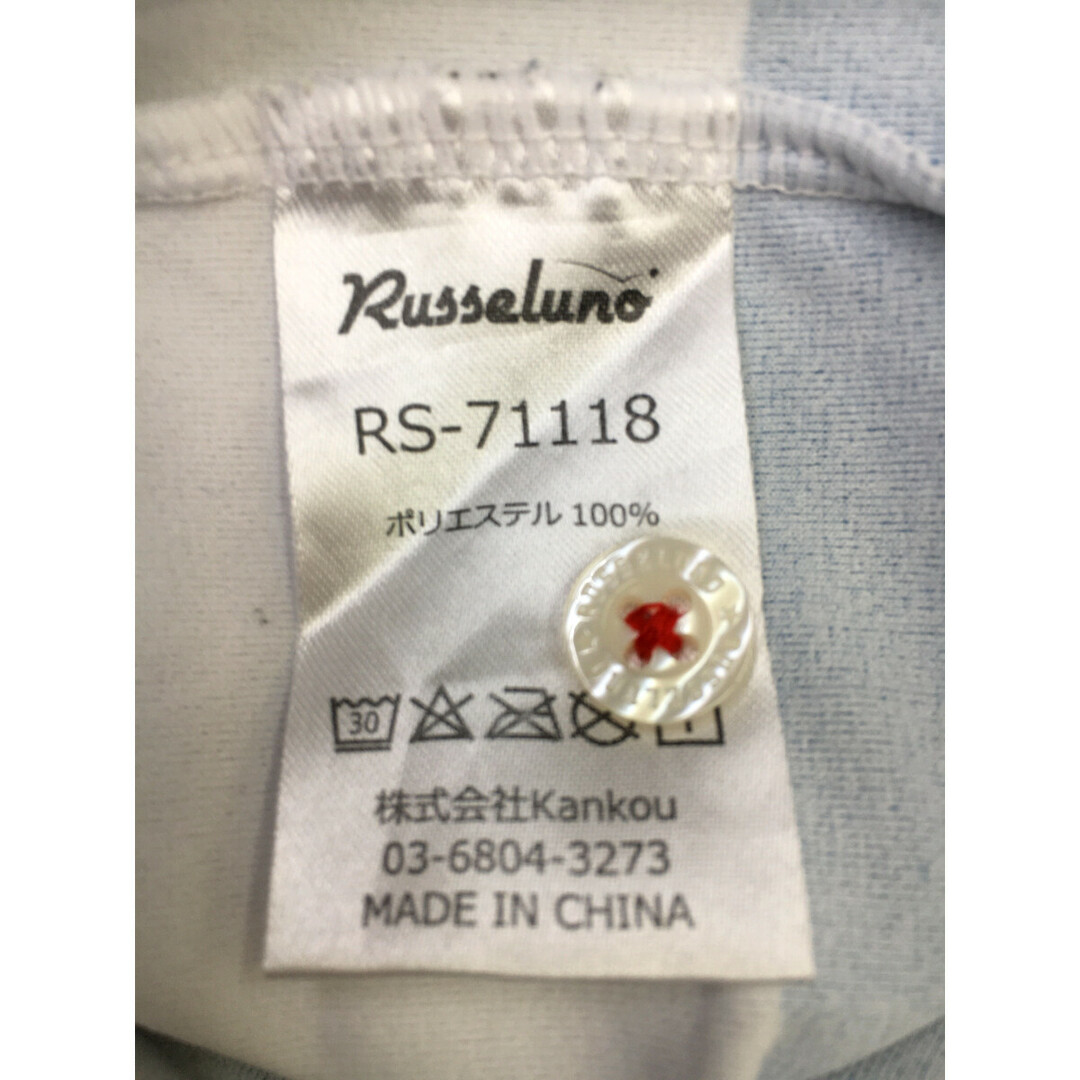 Russeluno
RS-71118
ポリエステル 100%
30
株式会社Kankou
03-6804-3273
MADE IN CHINA